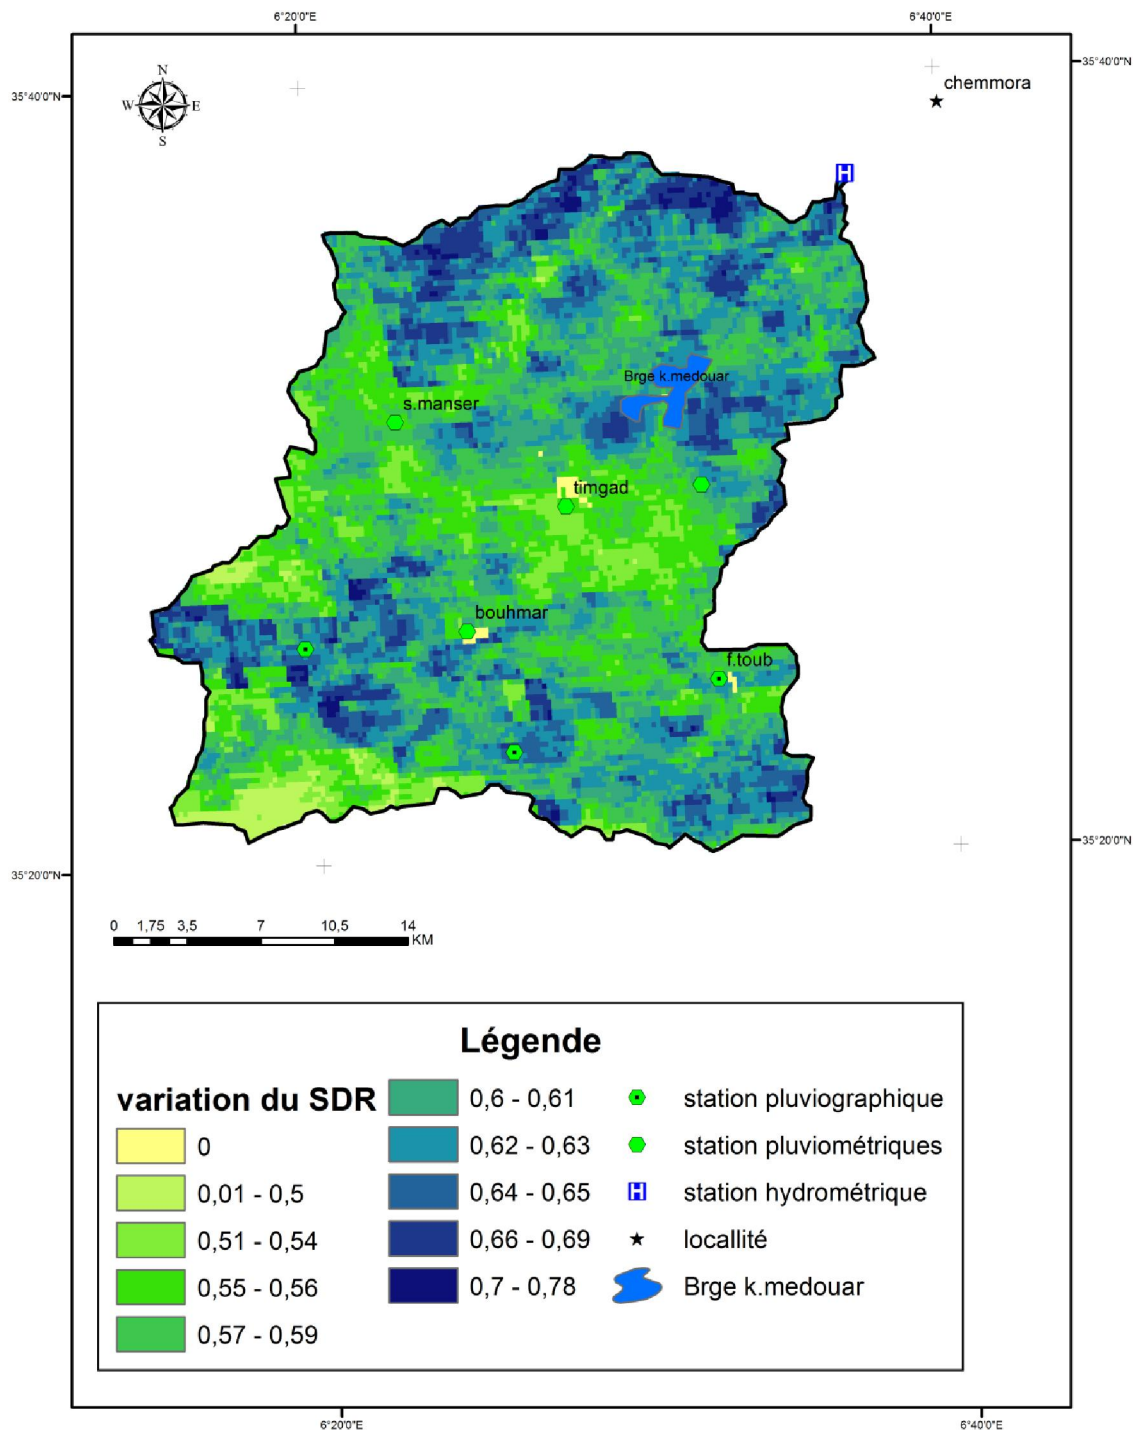 6°20'0"E
6°40'0"E
35°40'0"N
35°40'0"N
N
W
E
S
chemmora
H
Brge k.medouar
s.manser
timgad
bouhmar
f.toub
35°20'0"N
35°20'0"N
0 1,75 3,5 7 10,5 14
KM
Légende
variation du SDR
0
0,01 - 0,5
0,51 - 0,54
0,55 - 0,56
0,57 - 0,59
0,6 - 0,61
0,62 - 0,63
0,64 - 0,65
0,66 - 0,69
0,7 - 0,78
station pluviographique
station pluviométriques
H station hydrométrique
locallité
Brge k.medouar
6°20'0"E
6°40'0"E